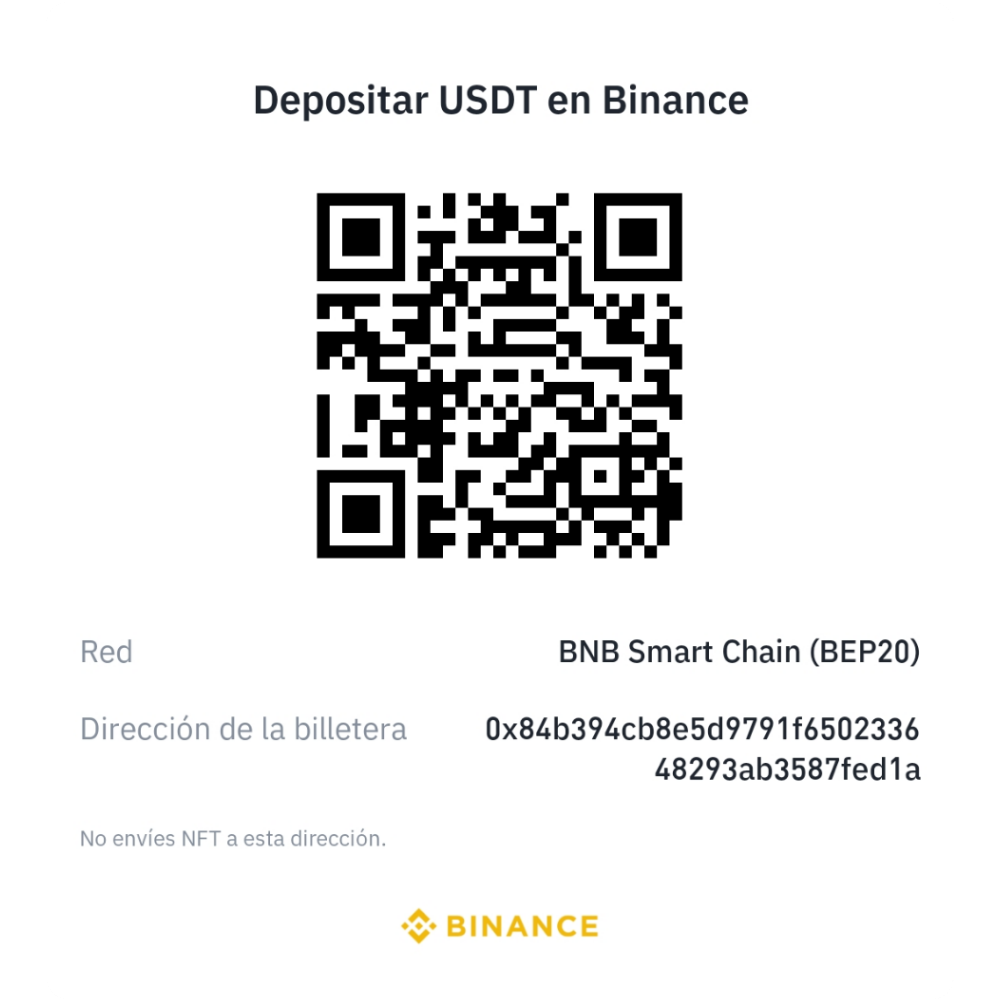 Depositar USDT en Binance
Red
BNB Smart Chain (BEP20)
Dirección de la billetera
0x84b394cb8e5d9791f6502336
48293ab3587fed1a
No envíes NFT a esta dirección.
BINANCE